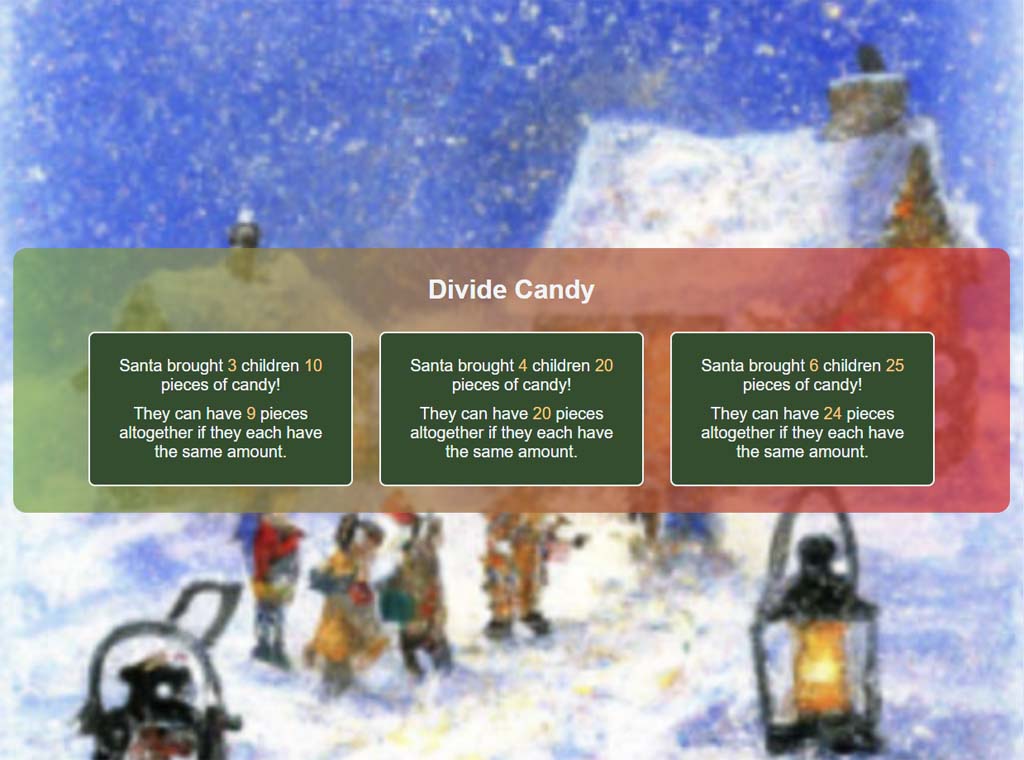 Divide Candy
Santa brought 3 children 10
pieces of candy!
They can have 9 pieces
altogether if they each have
the same amount.
Santa brought 4 children 20
pieces of candy!
They can have 20 pieces
altogether if they each have
the same amount.
Santa brought 6 children 25
pieces of candy!
They can have 24 pieces
altogether if they each have
the same amount.